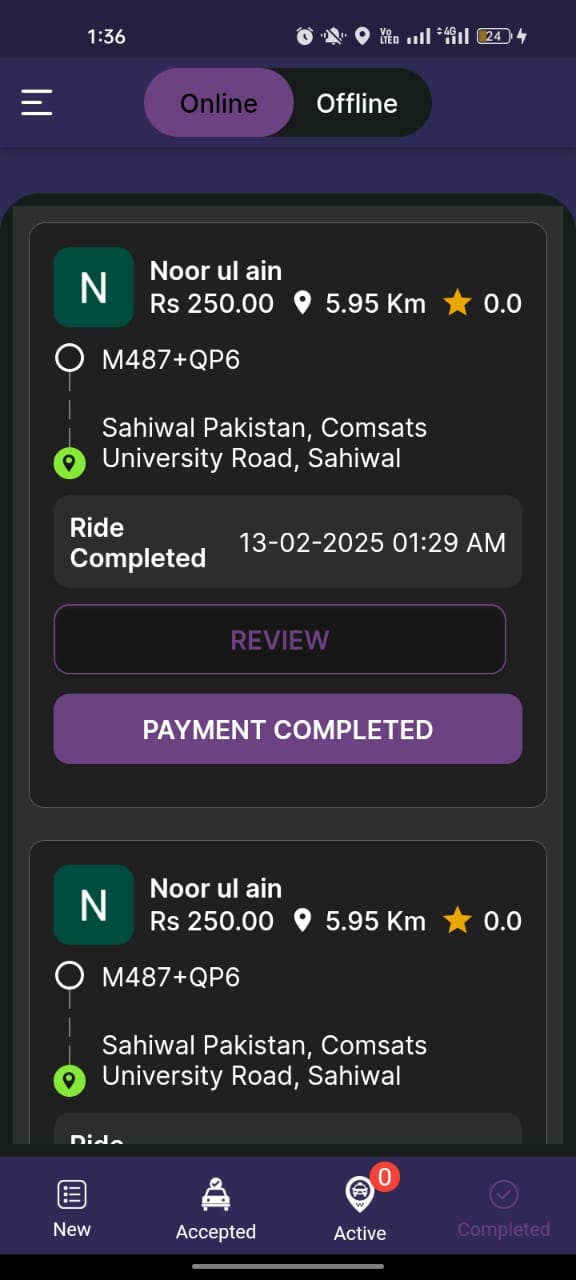 1:36
Vo LTED 4G 24
Online Offline
N
Noor ul ain
Rs 250.00 5.95 Km 0.0
M487+QP6
Sahiwal Pakistan, Comsats
University Road, Sahiwal
Ride
Completed
13-02-2025 01:29 AM
REVIEW
PAYMENT COMPLETED
N
Noor ul ain
Rs 250.00 5.95 Km 0.0
M487+QP6
Sahiwal Pakistan, Comsats
University Road, Sahiwal
Ride
0
New Accepted Active Completed